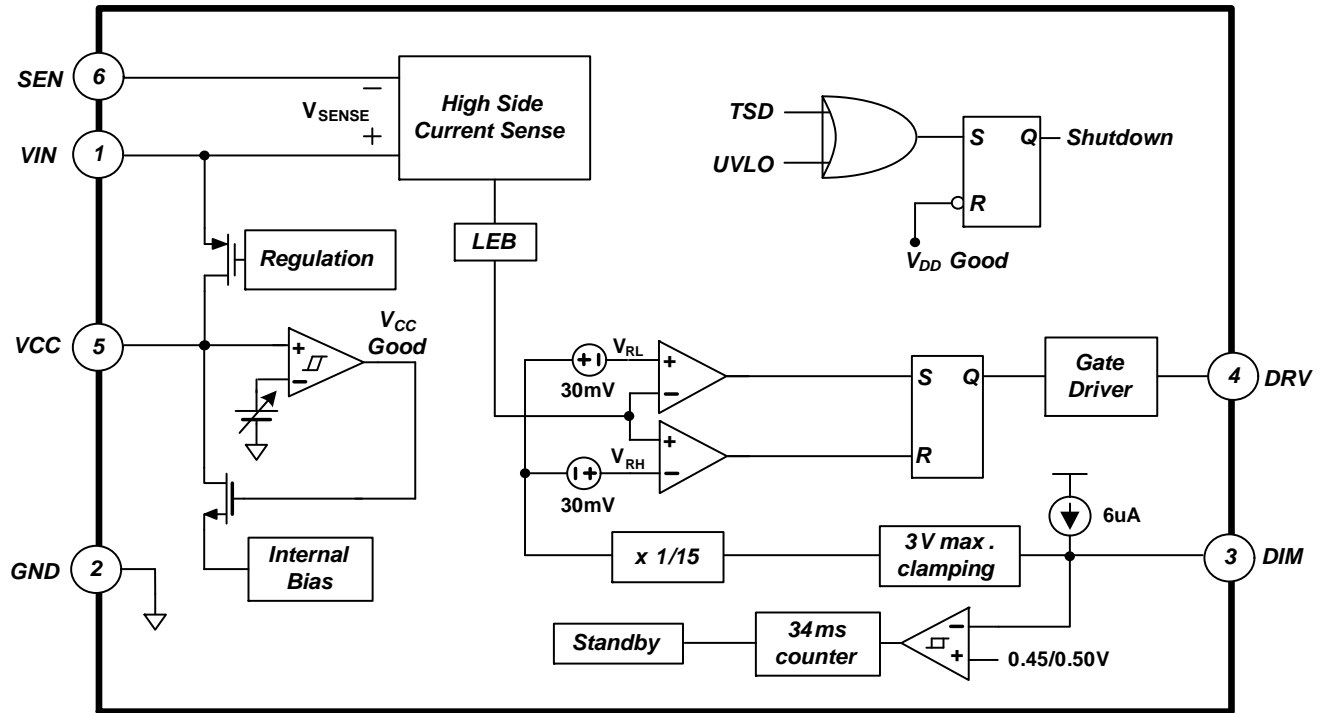 SEN 6
VSENSE
−
+
High Side
Current Sense
VIN 1
TSD
UVLO
S Q
R
Shutdown
VDD Good
LEB
Regulation
VCC 5
+
−
VCC
Good
VRL
30mV
+
−
VRH
30mV
+
−
S Q
R
Gate
Driver
4 DRV
6uA
GND 2
Internal
Bias
x 1/15
3V max .
clamping
3 DIM
Standby
34ms
counter
−
+
0.45/0.50V